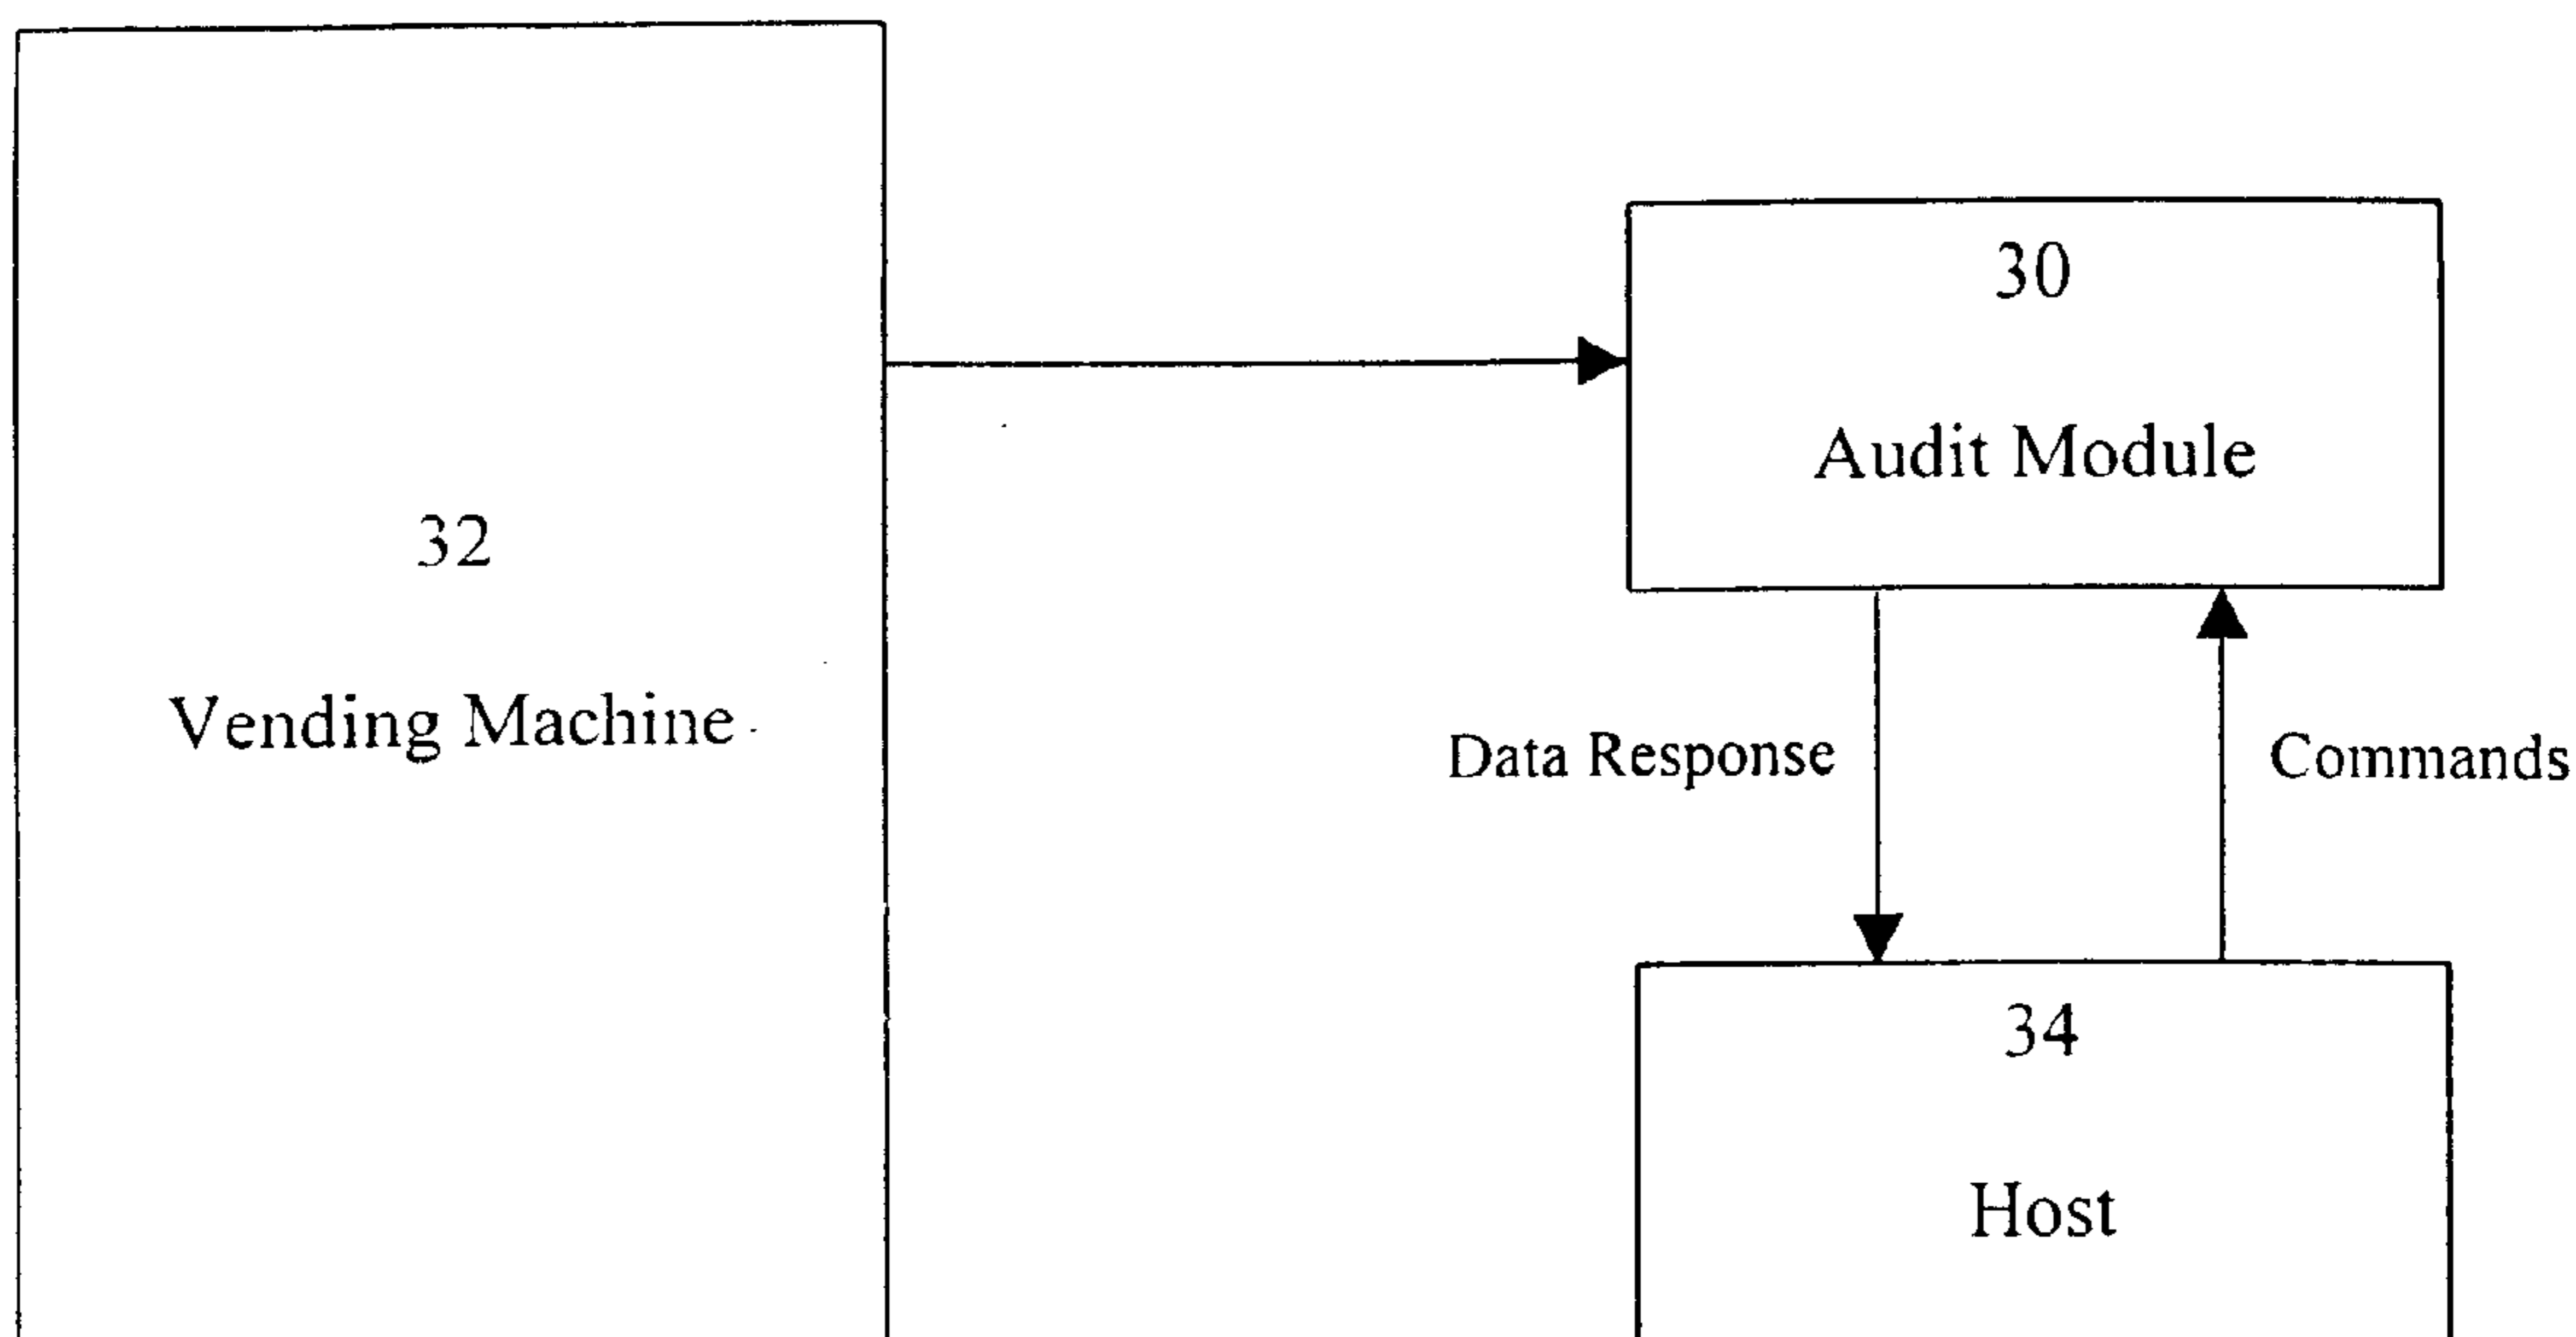 32
Vending Machine
30
Audit Module
Data Response
Commands
34
Host